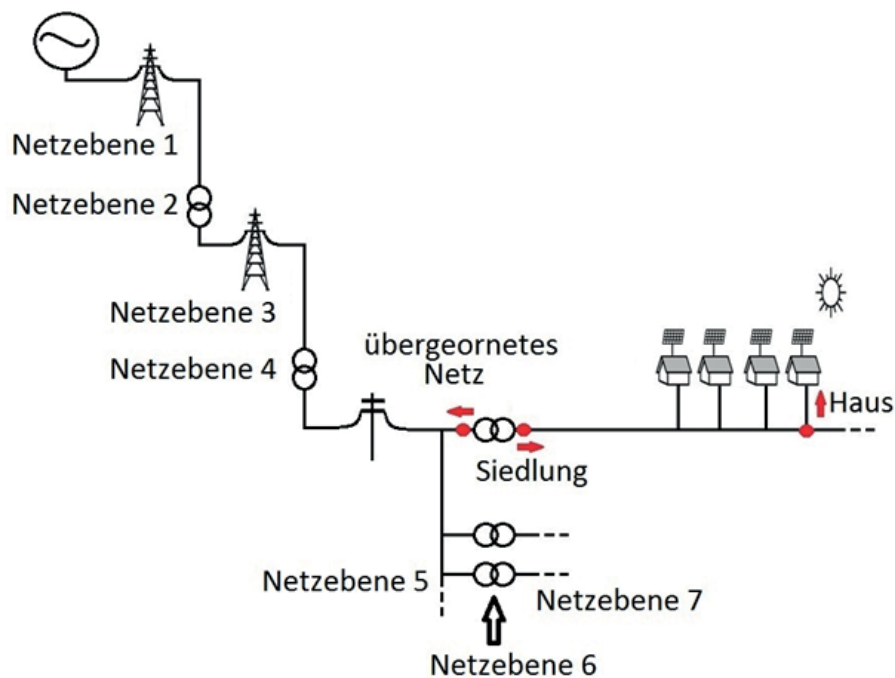 Netzebene 1
Netzebene 2
Netzebene 3
Netzebene 4
übergeornetes
Netz
Haus
Siedlung
Netzebene 5
Netzebene 7
Netzebene 6